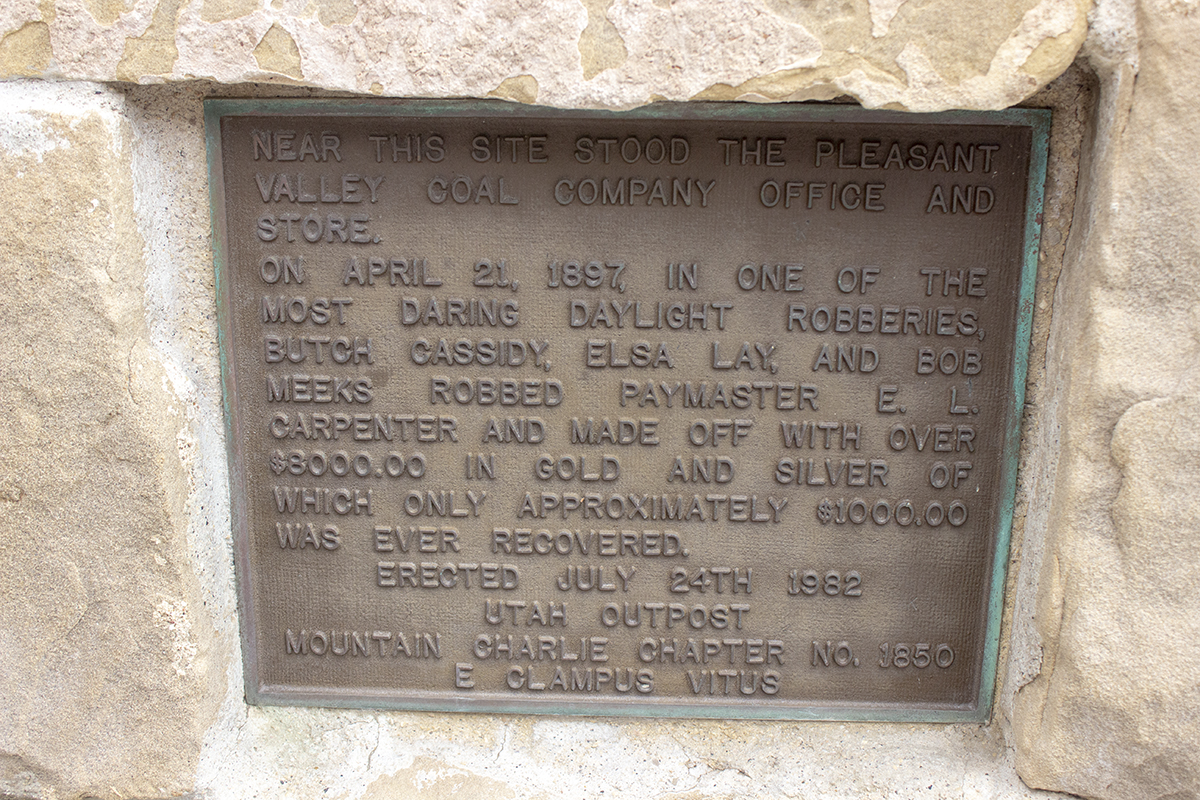 NEAR THIS SITE STOOD THE PLEASANT
VALLEY COAL COMPANY OFFICE AND
STORE.
ON APRIL 21, 1897, IN ONE OF THE
MOST DARING DAYLIGHT ROBBERIES,
BUTCH CASSIDY, ELSA LAY, AND BOB
MEEKS ROBBED PAYMASTER E. L.
CARPENTER AND MADE OFF WITH OVER
$8000.00 IN GOLD AND SILVER OF
WHICH ONLY APPROXIMATELY $1000.00
WAS EVER RECOVERED.
ERECTED JULY 24TH 1982
UTAH OUTPOST
MOUNTAIN CHARLIE CHAPTER NO. 1850
E CLAMPUS VITUS